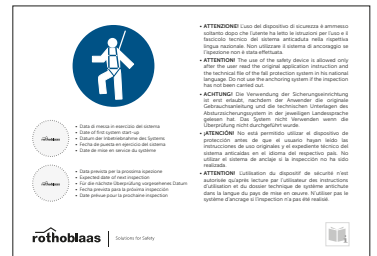 rothoblaas
• Data di messa in esercizio del sistema
• Date of first system start-up
• Datum der Inbetriebnahme des Systems
• Fecha de puesta en ejercicio del sistema
• Date de mise en service du système
rothoblaas
• Data prevista per la prossima ispezione
• Expected date of next inspection
• Für die nächste Überprüfung vorgesehenes Datum
• Fecha prevista para la próxima inspección
• Date prévue pour la prochaine inspection
rothoblaas
Solutions for Safety
• ATTENZIONE! L'uso del dispositivo di sicurezza è ammesso
soltanto dopo che l'utente ha letto le istruzioni per l'uso e il
fascicolo tecnico del sistema anticaduta nella rispettiva
lingua nazionale. Non utilizzare il sistema di ancoraggio se
l'ispezione non è stata effettuata.
• ATTENTION! The use of the safety device is allowed only
after the user read the original application instruction and
the technical file of the fall protection system in his national
language. Do not use the anchoring system if the inspection
has not been carried out.
• ACHTUNG! Die Verwendung der Sicherungseinrichtung
ist erst erlaubt, nachdem der Anwender die originale
Gebrauchsanleitung und die technischen Unterlagen des
Absturzsicherungssystem in der jeweiligen Landessprache
gelesen hat. Das System nicht Verwenden wenn die
Überprüfung nicht durchgeführt wurde.
• ¡ATENCIÓN! No está permitido utilizar el dispositivo de
protección antes de que el usuario hgaan leído las
instrucciones de uso originales y el expediente técnico del
sistema anticaídas en el idioma del respectivo país. No
utilizar el sistema de anclaje si la inspección no ha sido
realizada.
• ATTENTION! L'utilisation du dispositif de sécurité n'est
autorisée qu'après lecture par l'utilisateur des instructions
d'utilisation et du dossier technique de système antichute
dans la langue du pays de mise en œuvre. N'utiliser pas le
système d'ancrage si l'inspection n'a pas été réalisé.